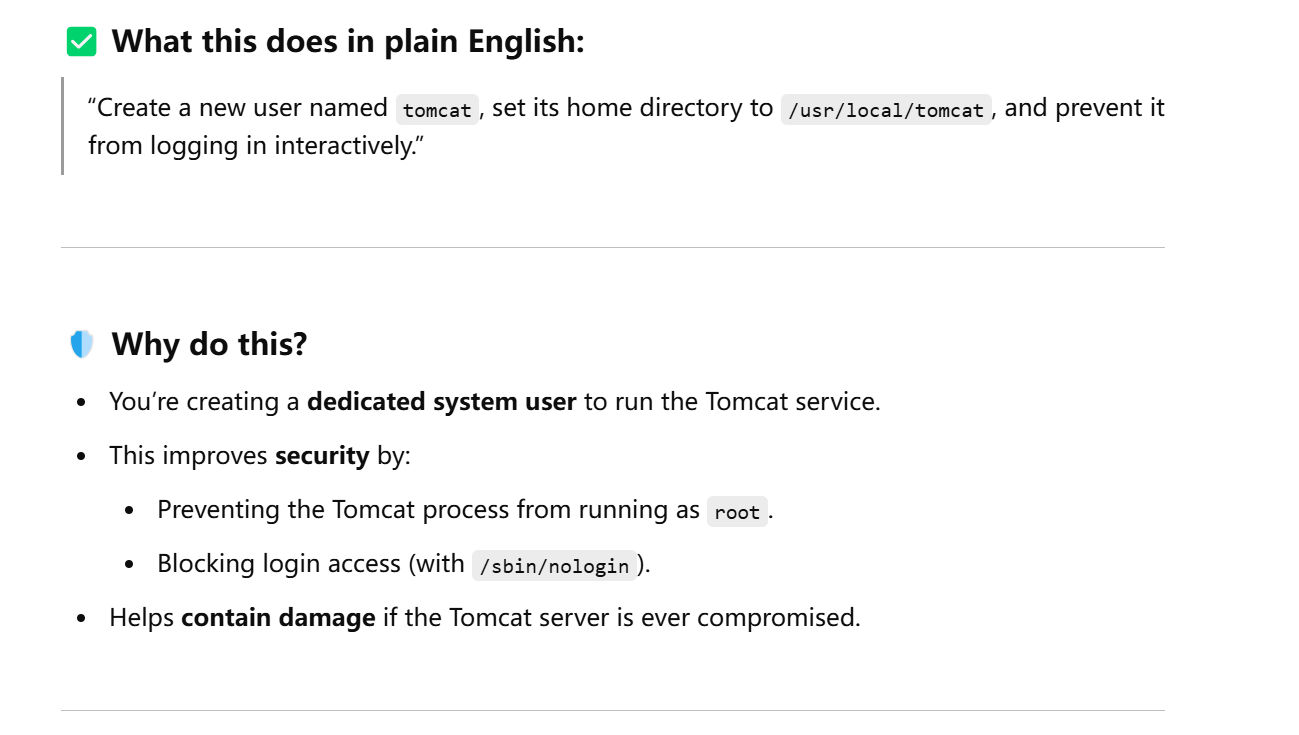 ✅ What this does in plain English:
“Create a new user named tomcat, set its home directory to /usr/local/tomcat, and prevent it
from logging in interactively.”
🛡️ Why do this?
• You’re creating a dedicated system user to run the Tomcat service.
• This improves security by:
• Preventing the Tomcat process from running as root.
• Blocking login access (with /sbin/nologin).
• Helps contain damage if the Tomcat server is ever compromised.